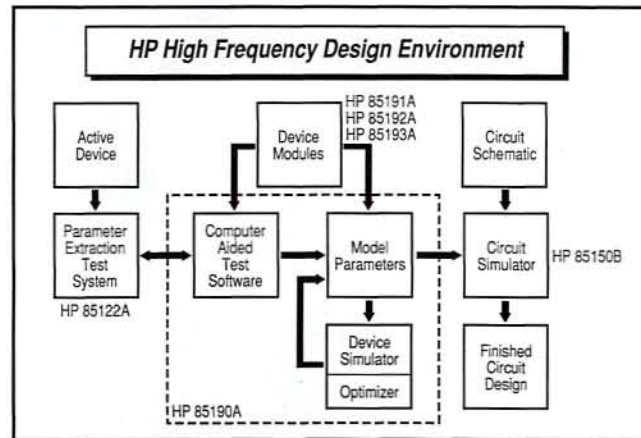 HP High Frequency Design Environment
HP 85191A
HP 85192A
HP 85193A
Active
Device
Device
Modules
Circuit
Schematic
Parameter
Extraction
Test
System
Computer
Aided
Test
Software
Model
Parameters
Circuit
Simulator
HP 85150B
HP 85122A
Device
Simulator
Optimizer
Finished
Circuit
Design
HP 85190A